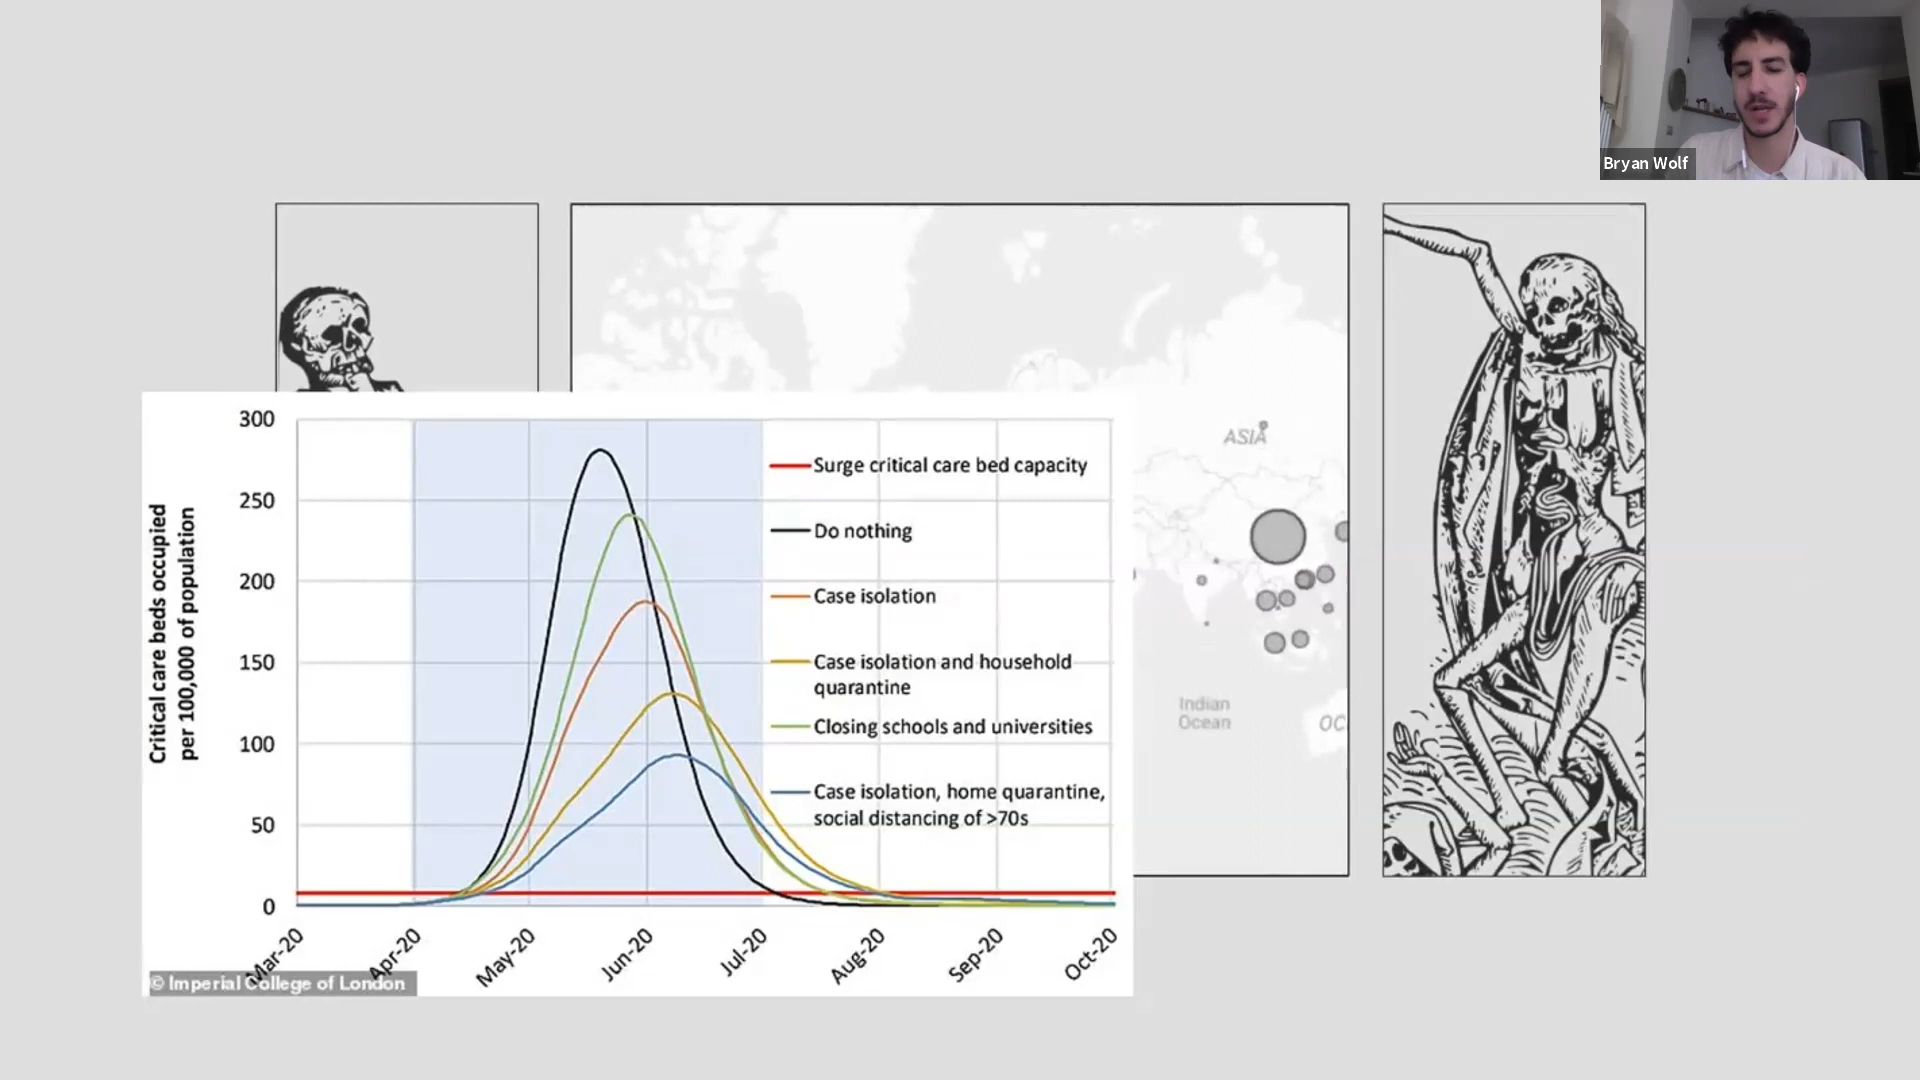 Bryan Wolf
300
250
200
150
100
50
0
Critical care beds occupied
per 100,000 of population
Surge critical care bed capacity
Do nothing
Case isolation
Case isolation and household
quarantine
Closing schools and universities
Case isolation, home quarantine,
social distancing of >70s
Mar-20
Apr-20
May-20
Jun-20
Jul-20
Aug-20
Sep-20
Oct-20
© Imperial College of London
ASIA
Indian
Ocean
OC